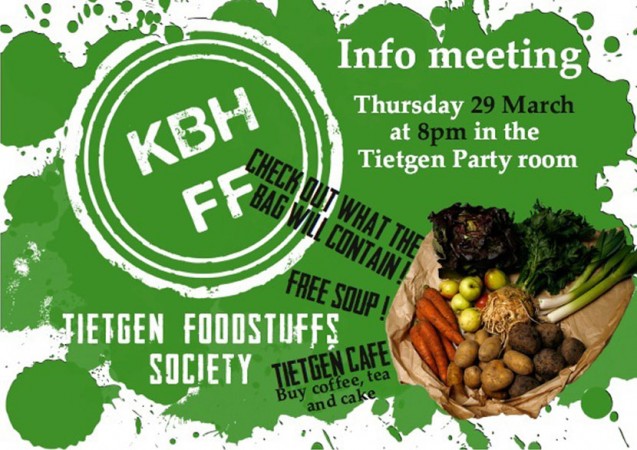 Info meeting
Thursday 29 March
at 8pm in the
Tietgen Party room
KBH
FF
CHECK OUT WHAT THE
BAG WILL CONTAIN!
FREE SOUP!
TIETGEN FOODSTUFFS
SOCIETY
TIETGEN CAFE
Buy coffee, tea
and cake